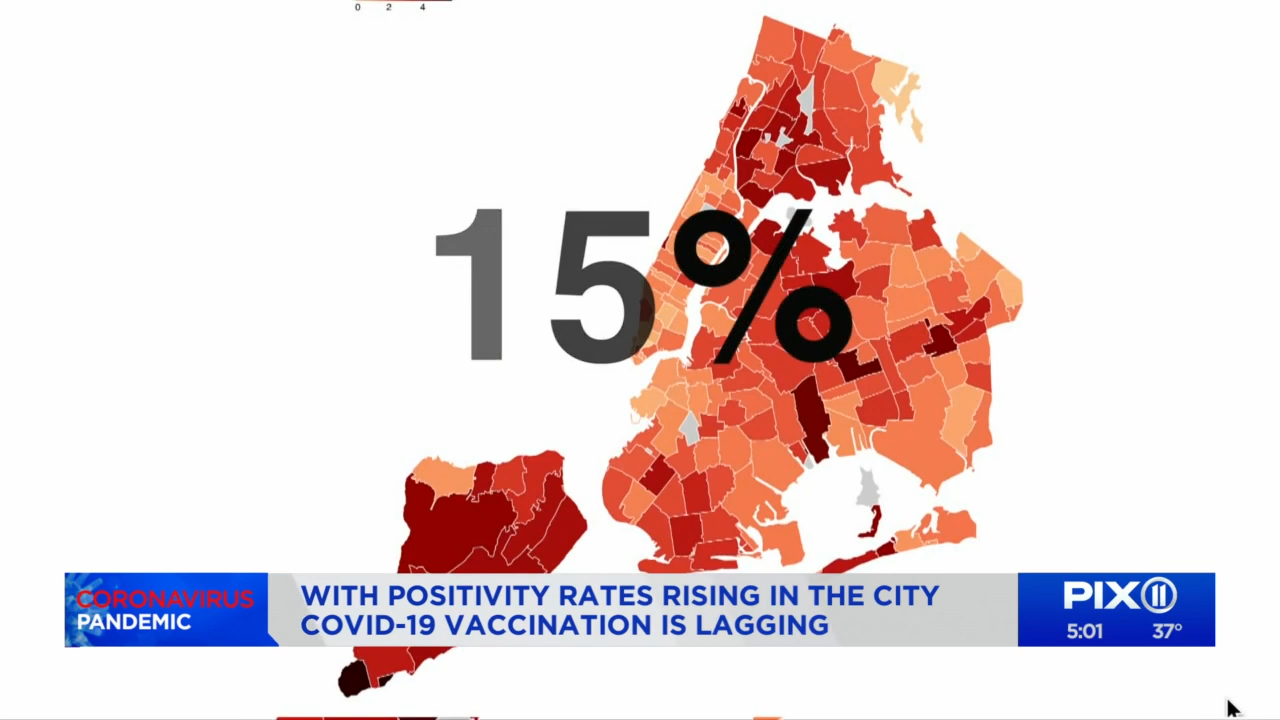 0 2 4
15%
CORONAVIRUS
PANDEMIC
WITH POSITIVITY RATES RISING IN THE CITY
COVID-19 VACCINATION IS LAGGING
PIX11
5:01 37°